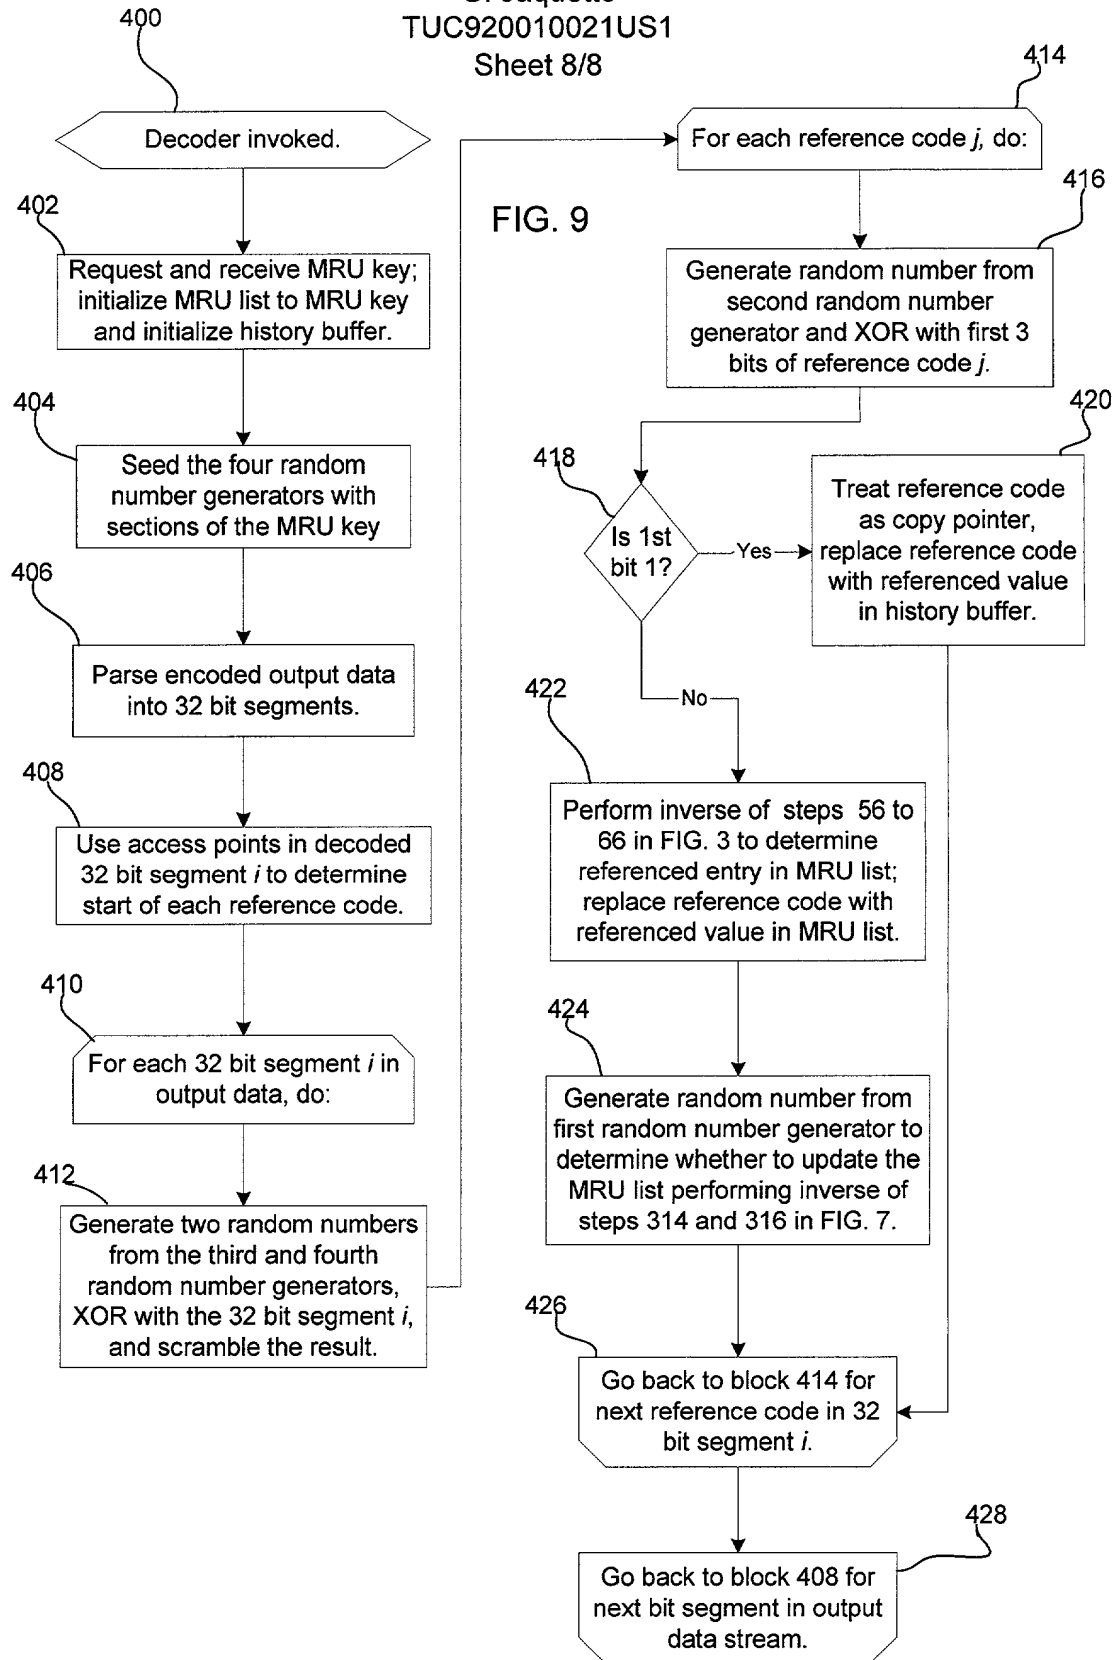 TUC920010021US1
Sheet 8/8
400
Decoder invoked.
402
Request and receive MRU key;
initialize MRU list to MRU key
and initialize history buffer.
404
Seed the four random
number generators with
sections of the MRU key
406
Parse encoded output data
into 32 bit segments.
408
Use access points in decoded
32 bit segment i to determine
start of each reference code.
410
For each 32 bit segment i in
output data, do:
412
Generate two random numbers
from the third and fourth
random number generators,
XOR with the 32 bit segment i,
and scramble the result.
FIG. 9
414
For each reference code j, do:
416
Generate random number from
second random number
generator and XOR with first 3
bits of reference code j.
418
Is 1st
bit 1?
Yes
420
Treat reference code
as copy pointer,
replace reference code
with referenced value
in history buffer.
No
422
Perform inverse of steps 56 to
66 in FIG. 3 to determine
referenced entry in MRU list;
replace reference code with
referenced value in MRU list.
424
Generate random number from
first random number generator to
determine whether to update the
MRU list performing inverse of
steps 314 and 316 in FIG. 7.
426
Go back to block 414 for
next reference code in 32
bit segment i.
428
Go back to block 408 for
next bit segment in output
data stream.